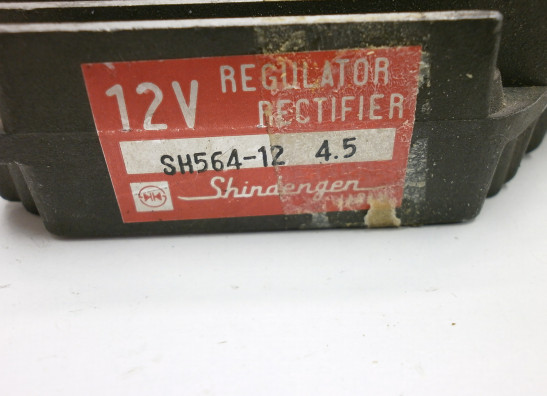 12V REGULATOR
RECTIFIER
SH564-12 4.5
Shindengen